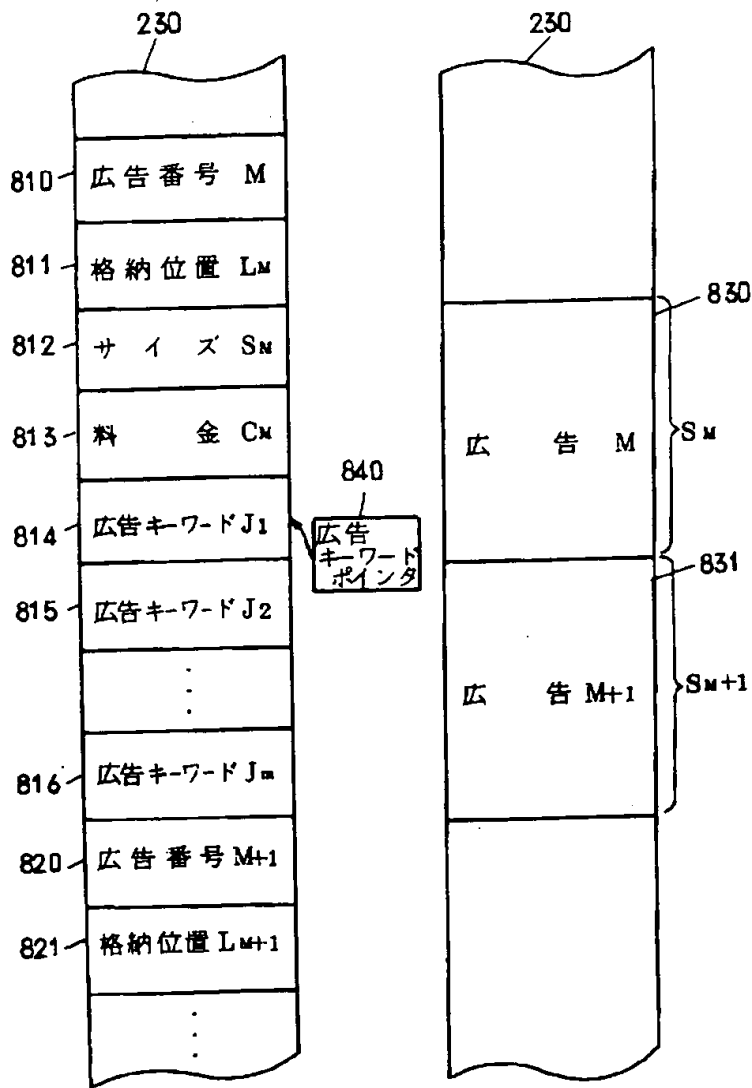 230
230
810
広告番号 M
811
格納位置 LM
812
サイズ SM
813
料金 CM
814
広告キーワード J1
840
広告
キーワード
ポインタ
815
広告キーワード J2
816
広告キーワード Jm
820
広告番号 M+1
821
格納位置 LM+1
830
広告 M
SM
831
広告 M+1
SM+1